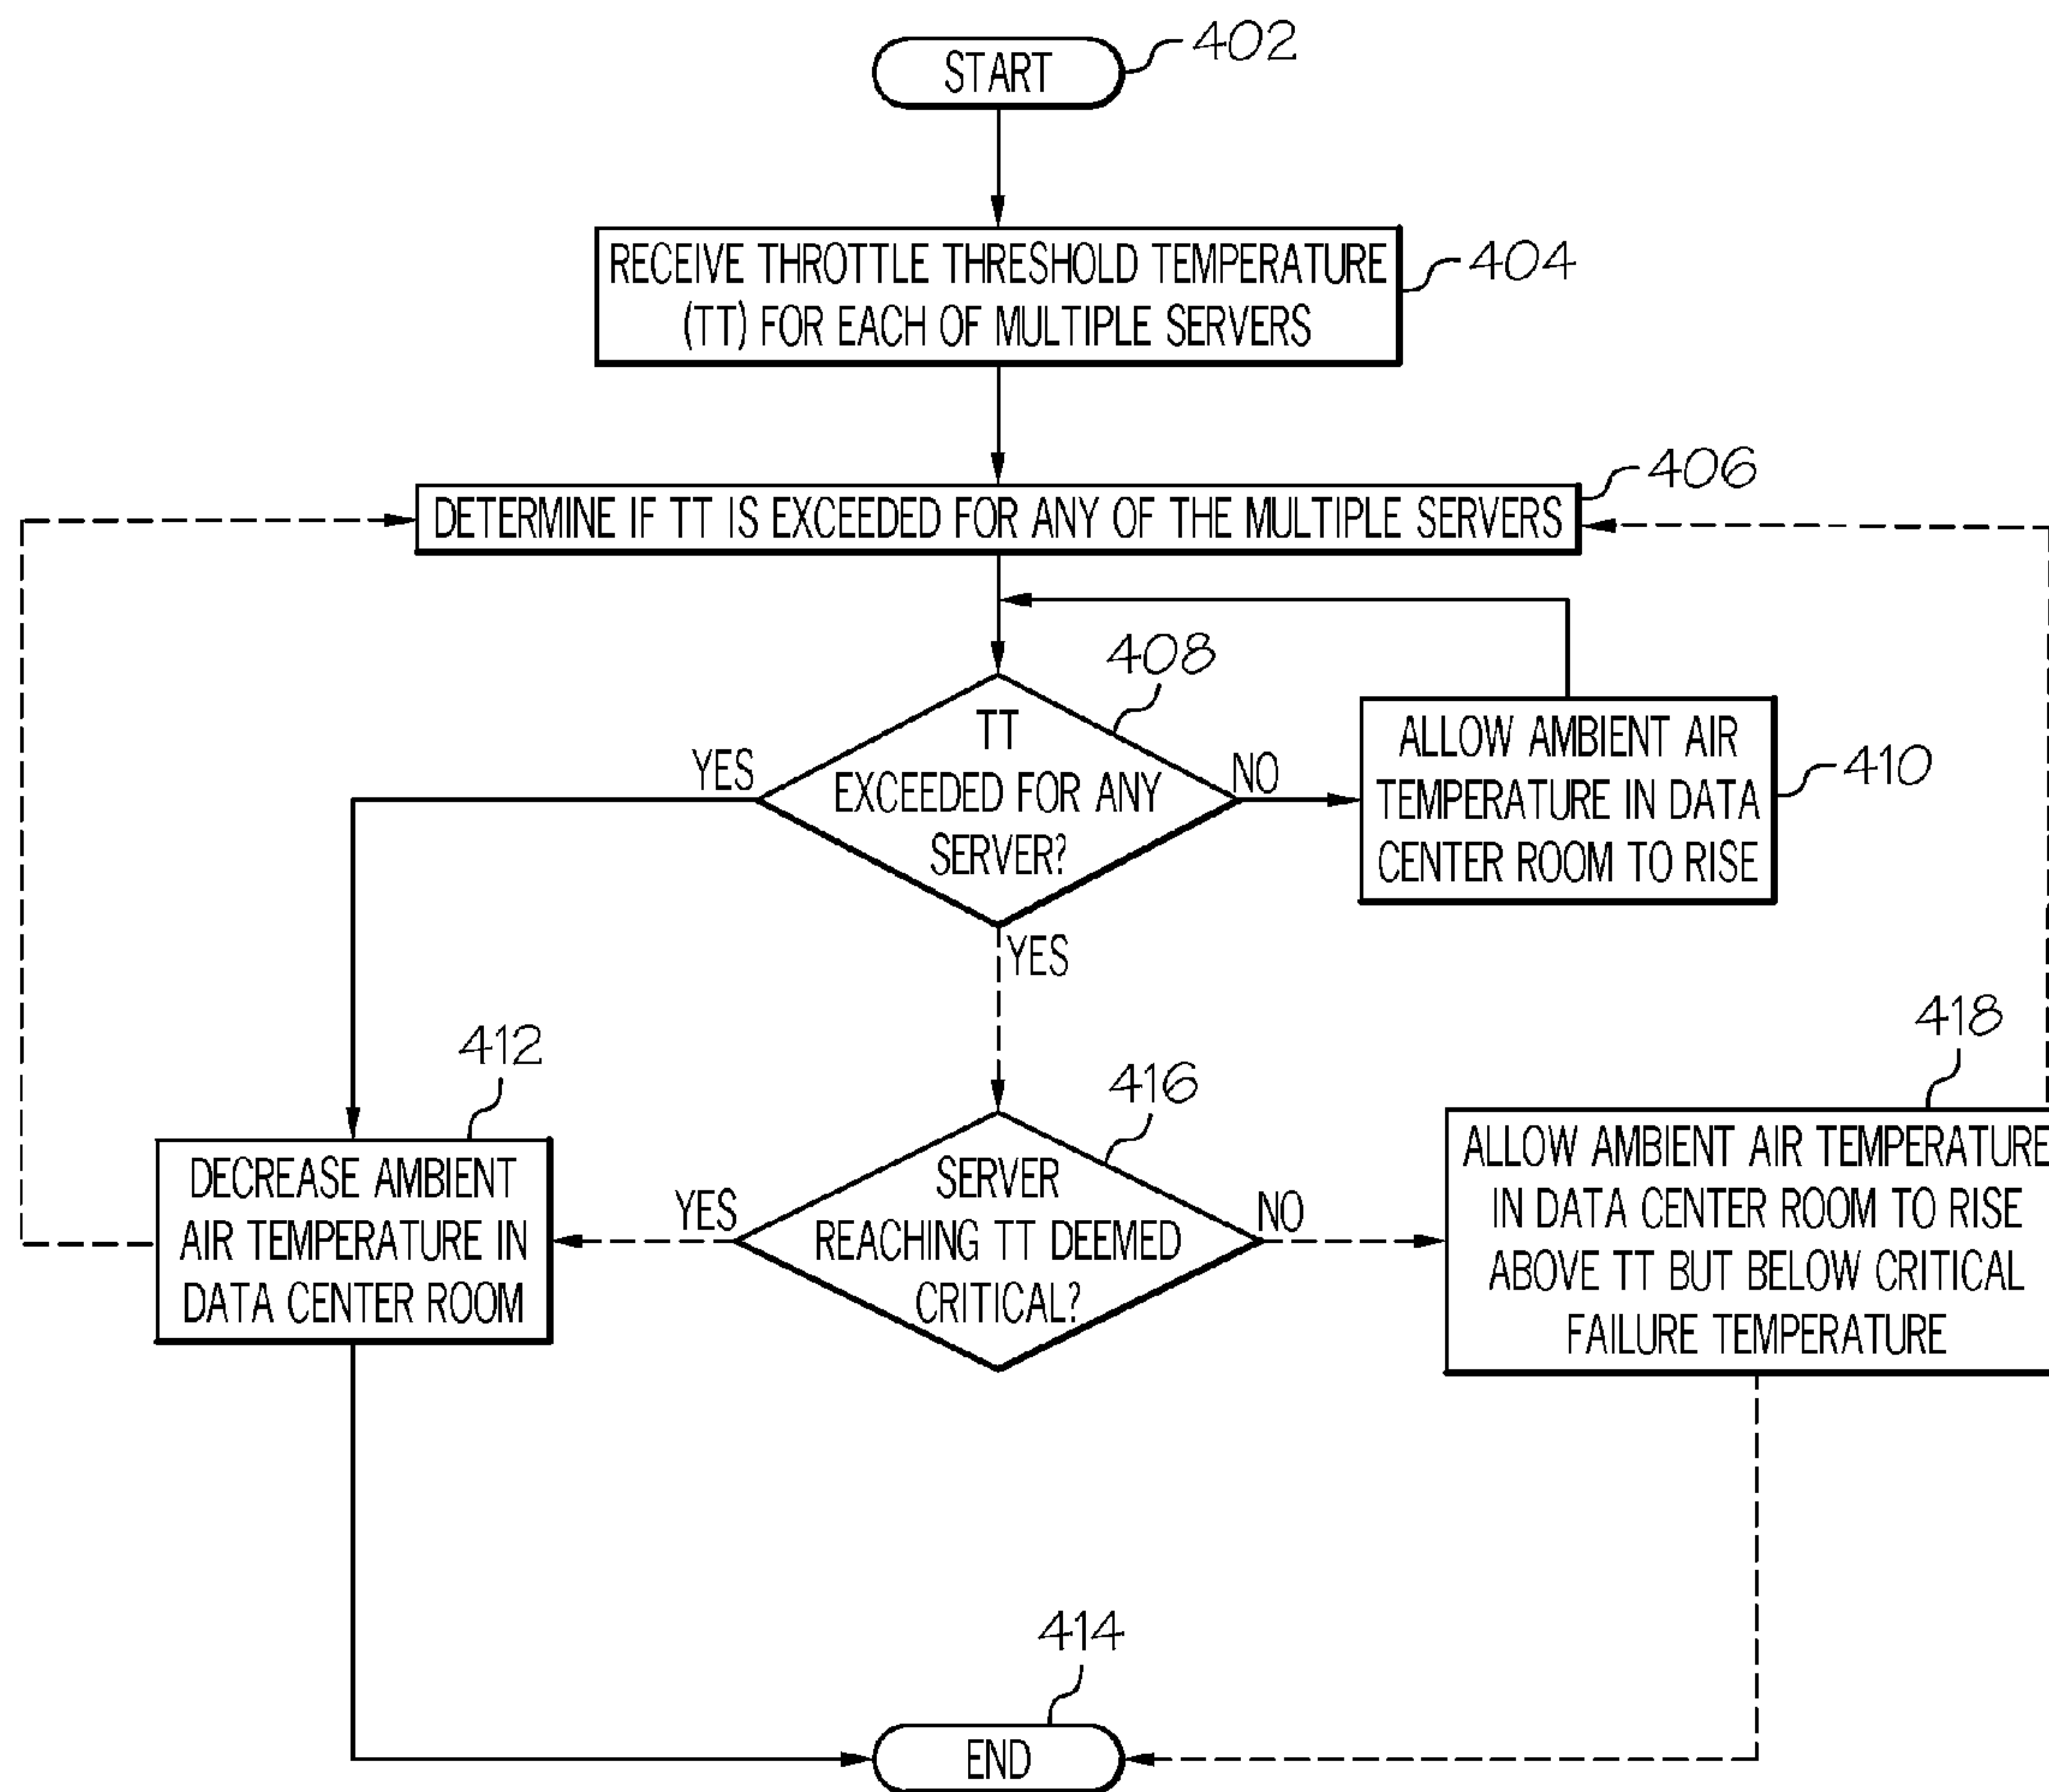 START
402
RECEIVE THROTTLE THRESHOLD TEMPERATURE
(TT) FOR EACH OF MULTIPLE SERVERS
404
DETERMINE IF TT IS EXCEEDED FOR ANY OF THE MULTIPLE SERVERS
406
408
TT
EXCEEDED FOR ANY
SERVER?
YES
NO
YES
ALLOW AMBIENT AIR
TEMPERATURE IN DATA
CENTER ROOM TO RISE
410
412
DECREASE AMBIENT
AIR TEMPERATURE IN
DATA CENTER ROOM
416
SERVER
REACHING TT DEEMED
CRITICAL?
YES
NO
418
ALLOW AMBIENT AIR TEMPERATURE
IN DATA CENTER ROOM TO RISE
ABOVE TT BUT BELOW CRITICAL
FAILURE TEMPERATURE
414
END